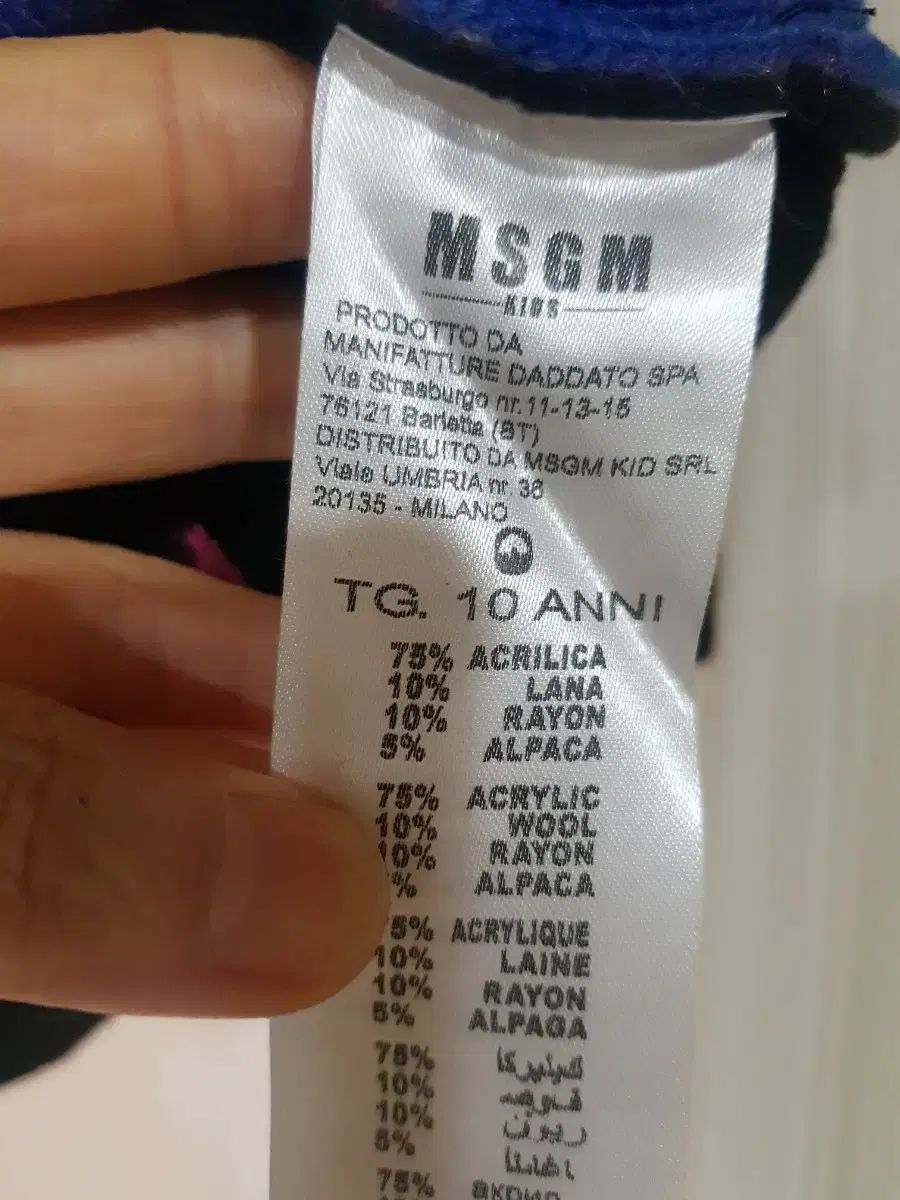 MSGM
KIDS
PRODOTTO DA
MANIFATTURE DADDATO SPA
Via Strasburgo nr.11-13-15
76121 Barletta (BT)
DISTRIBUITO DA MSGM KID SRL
Viale UMBRIA nr. 36
20135 - MILANO
TG. 10 ANNI
75% ACRILICA
10% LANA
10% RAYON
5% ALPACA
75% ACRYLIC
10% WOOL
10% RAYON
% ALPACA
5% ACRYLIQUE
10% LAINE
10% RAYON
5% ALPAGA
75%
10%
10%
5%
75%